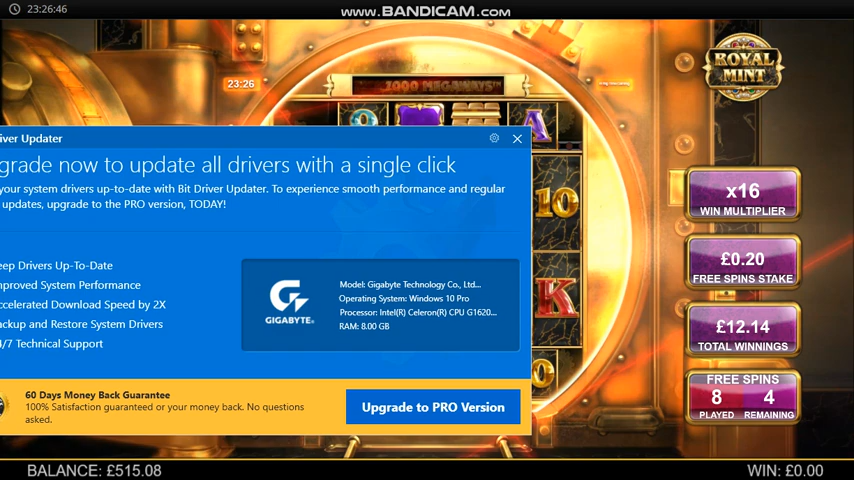 23:26:46
WWW.BANDICAM.COM
23:26
2000 MEGAWAYS™
ROYAL
MINT
A
10
K
iver Updater
grade now to update all drivers with a single click
your system drivers up-to-date with Bit Driver Updater. To experience smooth performance and regular
updates, upgrade to the PRO version, TODAY!
eep Drivers Up-To-Date
mproved System Performance
ccelerated Download Speed by 2X
ackup and Restore System Drivers
4/7 Technical Support
GIGABYTE™
Model: Gigabyte Technology Co., Ltd...
Operating System: Windows 10 Pro
Processor: Intel(R) Celeron(R) CPU G1620...
RAM: 8.00 GB
60 Days Money Back Guarantee
100% Satisfaction guaranteed or your money back. No questions
asked.
Upgrade to PRO Version
x16
WIN MULTIPLIER
£0.20
FREE SPINS STAKE
£12.14
TOTAL WINNINGS
FREE SPINS
8 4
PLAYED REMAINING
BALANCE: £515.08
WIN: £0.00